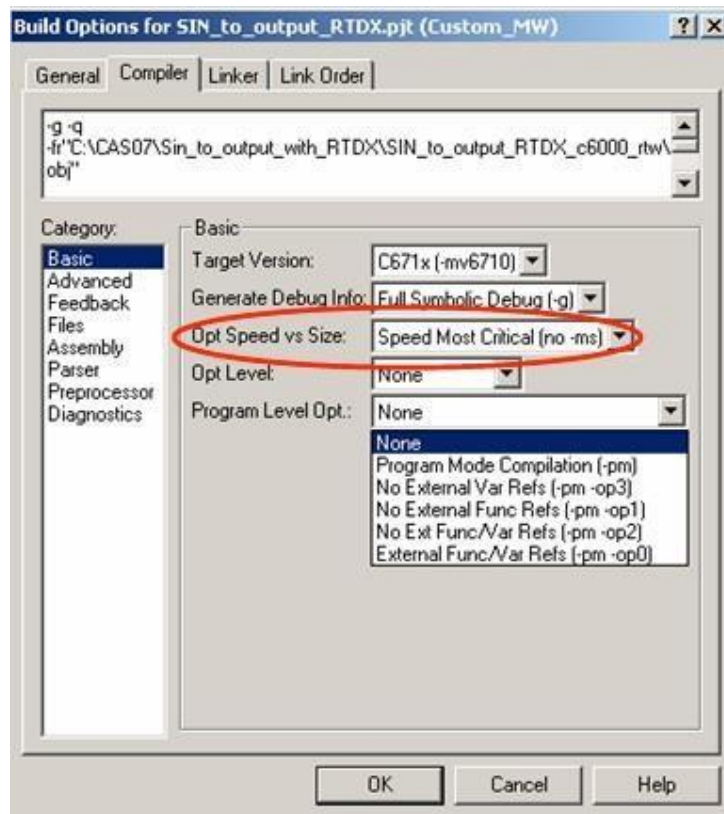 Build Options for SIN_to_output_RTDX.pjt (Custom_MW)
General Compiler Linker Link Order
-g -q
-fr"C:\CAS07\Sin_to_output_with_RTDX\SIN_to_output_RTDX_c6000_rtw\
obj"
Category:
Basic
Advanced
Feedback
Files
Assembly
Parser
Preprocessor
Diagnostics
Basic
Target Version: C671x (-mv6710)
Generate Debug Info: Full Symbolic Debug (-g)
Opt Speed vs Size: Speed Most Critical (no -ms)
Opt Level: None
Program Level Opt.: None
None
Program Mode Compilation (-pm)
No External Var Refs (-pm -op3)
No External Func Refs (-pm -op1)
No Ext Func/Var Refs (-pm -op2)
External Func/Var Refs (-pm -op0)
OK Cancel Help